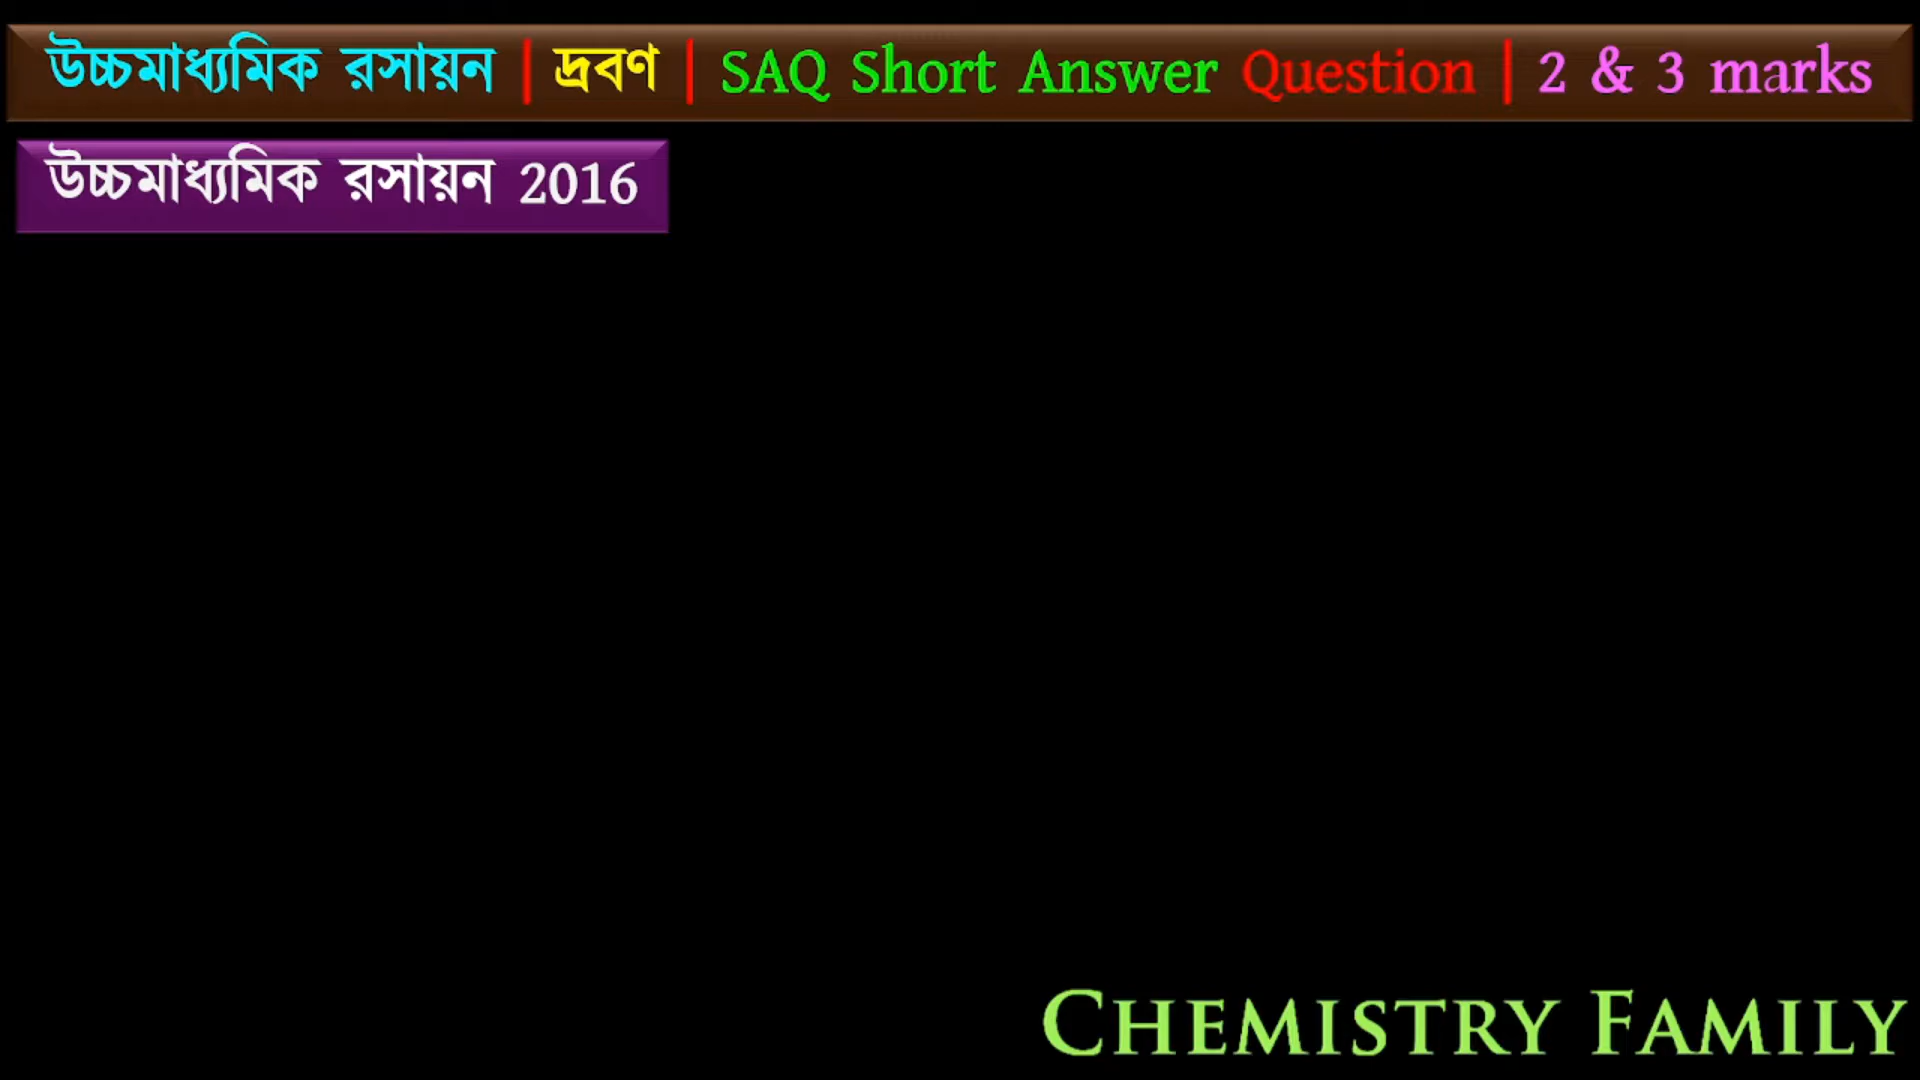 উচ্চমাধ্যমিক রসায়ন | দ্রবণ | SAQ Short Answer Question | 2 & 3 marks
উচ্চমাধ্যমিক রসায়ন 2016
CHEMISTRY FAMILY